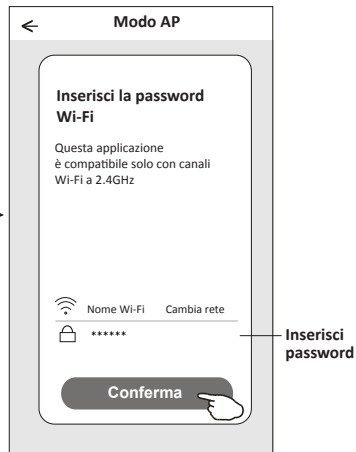 Modo AP
Inserisci la password
Wi-Fi
Questa applicazione
è compatibile solo con canali
Wi-Fi a 2.4GHz
Nome Wi-Fi Cambia rete
******
Inserisci
password
Conferma